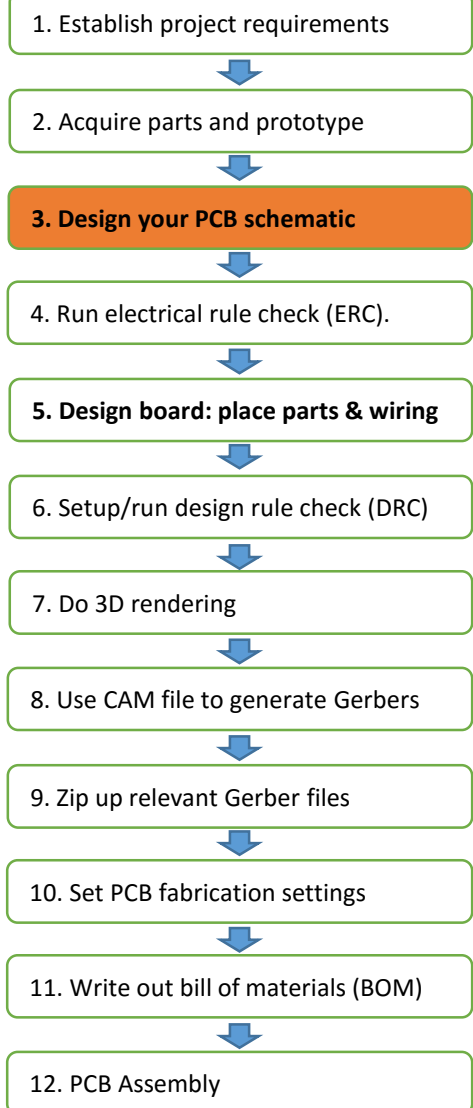 1. Establish project requirements
2. Acquire parts and prototype
3. Design your PCB schematic
4. Run electrical rule check (ERC).
5. Design board: place parts & wiring
6. Setup/run design rule check (DRC)
7. Do 3D rendering
8. Use CAM file to generate Gerbers
9. Zip up relevant Gerber files
10. Set PCB fabrication settings
11. Write out bill of materials (BOM)
12. PCB Assembly